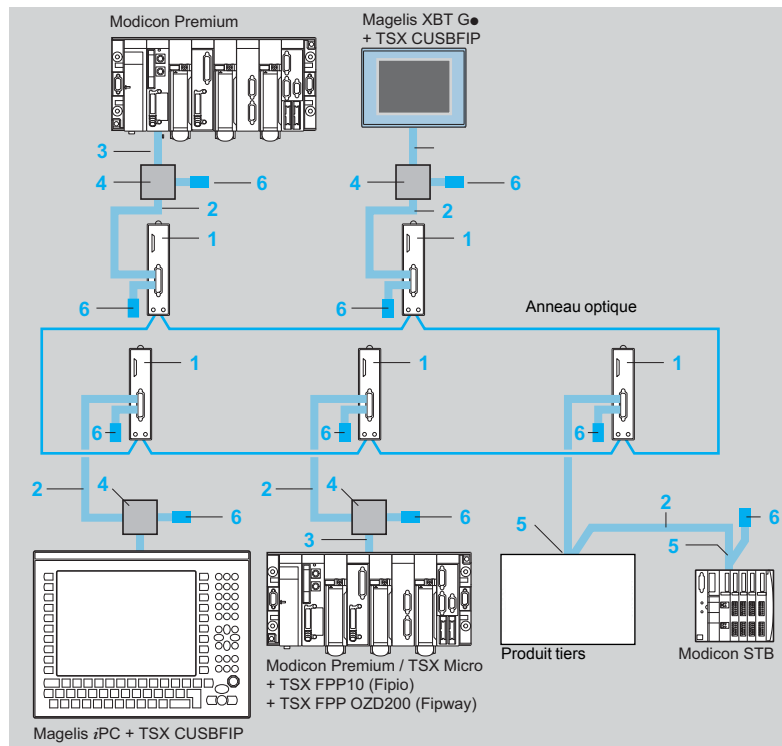 Modicon Premium
Magelis XBT G●
+ TSX CUSBFIP
3
4
6
4
6
2
2
1
1
6
6
Anneau optique
1
1
1
6
6
6
2
4
6
2
4
6
3
5
2
6
5
Produit tiers
Modicon STB
Modicon Premium / TSX Micro
+ TSX FPP10 (Fipio)
+ TSX FPP OZD200 (Fipway)
Magelis iPC + TSX CUSBFIP